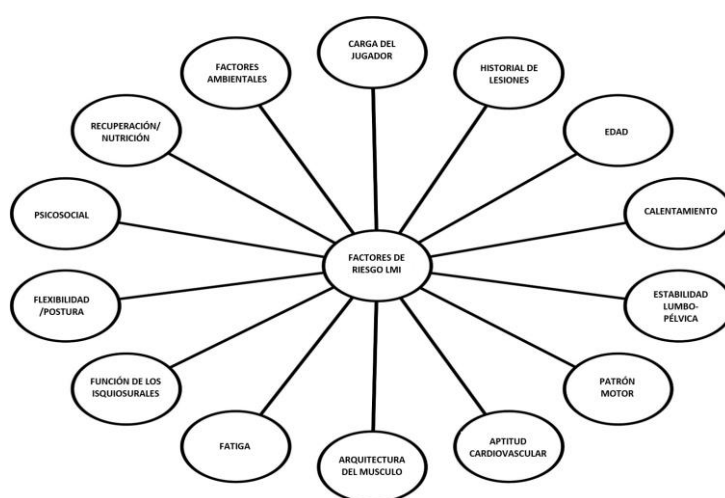 CARGA DEL
JUGADOR
HISTORIAL DE
LESIONES
EDAD
CALENTAMIENTO
ESTABILIDAD
LUMBO-
PÉLVICA
PATRÓN
MOTOR
APTITUD
CARDIOVASCULAR
ARQUITECTURA
DEL MUSCULO
FATIGA
FUNCIÓN DE LOS
ISQUIOSURALES
FLEXIBILIDAD
/POSTURA
PSICOSOCIAL
RECUPERACIÓN/
NUTRICIÓN
FACTORES
AMBIENTALES
FACTORES DE
RIESGO LMI